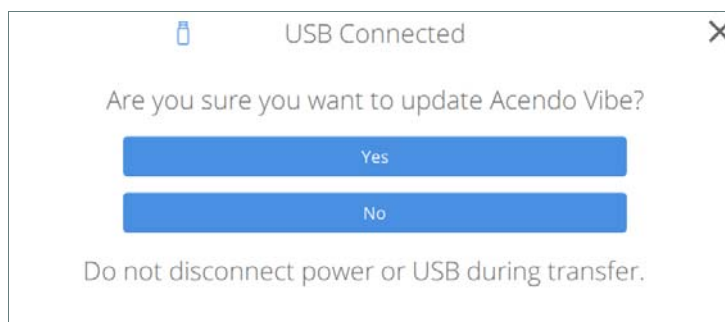 USB Connected
Are you sure you want to update Acendo Vibe?
Yes
No
Do not disconnect power or USB during transfer.